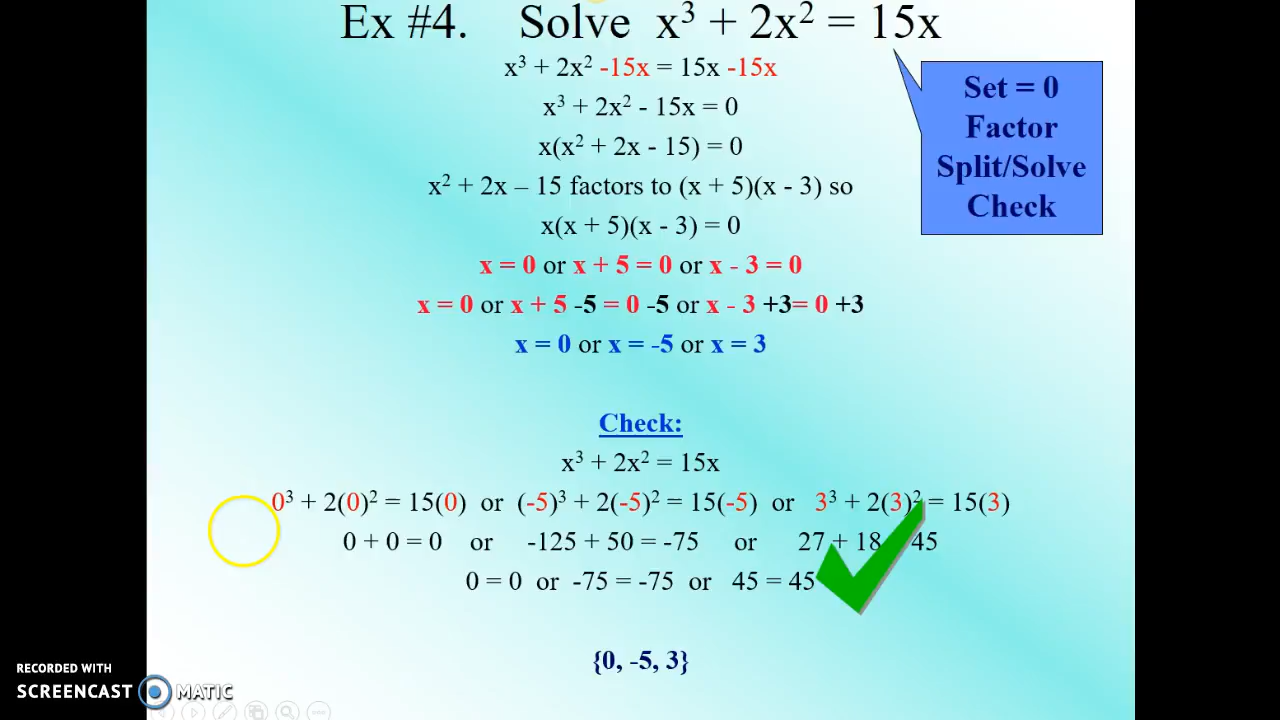 Ex #4. Solve x³ + 2x² = 15x
x³ + 2x² -15x = 15x -15x
x³ + 2x² - 15x = 0
x(x² + 2x - 15) = 0
x² + 2x – 15 factors to (x + 5)(x - 3) so
x(x + 5)(x - 3) = 0
x = 0 or x + 5 = 0 or x - 3 = 0
x = 0 or x + 5 -5 = 0 -5 or x - 3 +3= 0 +3
x = 0 or x = -5 or x = 3
Set = 0
Factor
Split/Solve
Check
Check:
x³ + 2x² = 15x
0³ + 2(0)² = 15(0) or (-5)³ + 2(-5)² = 15(-5) or 3³ + 2(3)² = 15(3)
0 + 0 = 0 or -125 + 50 = -75 or 27 + 18 45
0 = 0 or -75 = -75 or 45 = 45
{0, -5, 3}
RECORDED WITH
SCREENCAST MATIC